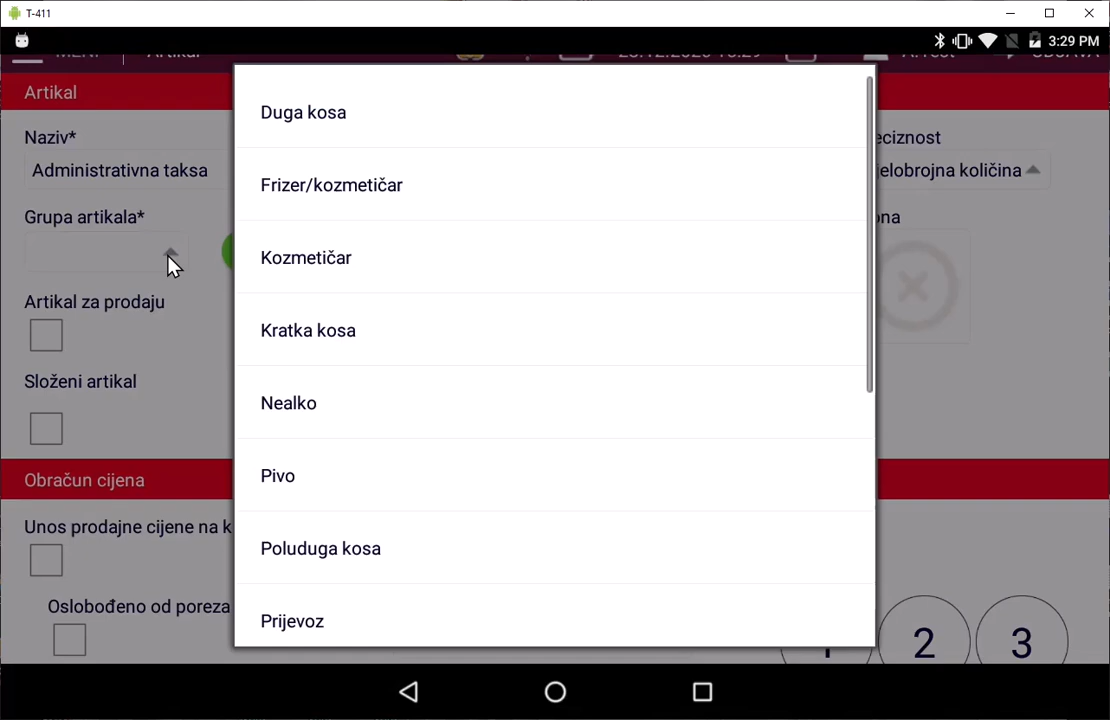 T-411
3:29 PM
Artikal
Naziv*
Administrativna taksa
eciznost
jelobrojna količina
Grupa artikala*
ona
Artikal za prodaju
Složeni artikal
Obračun cijena
Unos prodajne cijene na k
Oslobođeno od poreza
Duga kosa
Frizer/kozmetičar
Kozmetičar
Kratka kosa
Nealko
Pivo
Poluduga kosa
Prijevoz
1
2
3